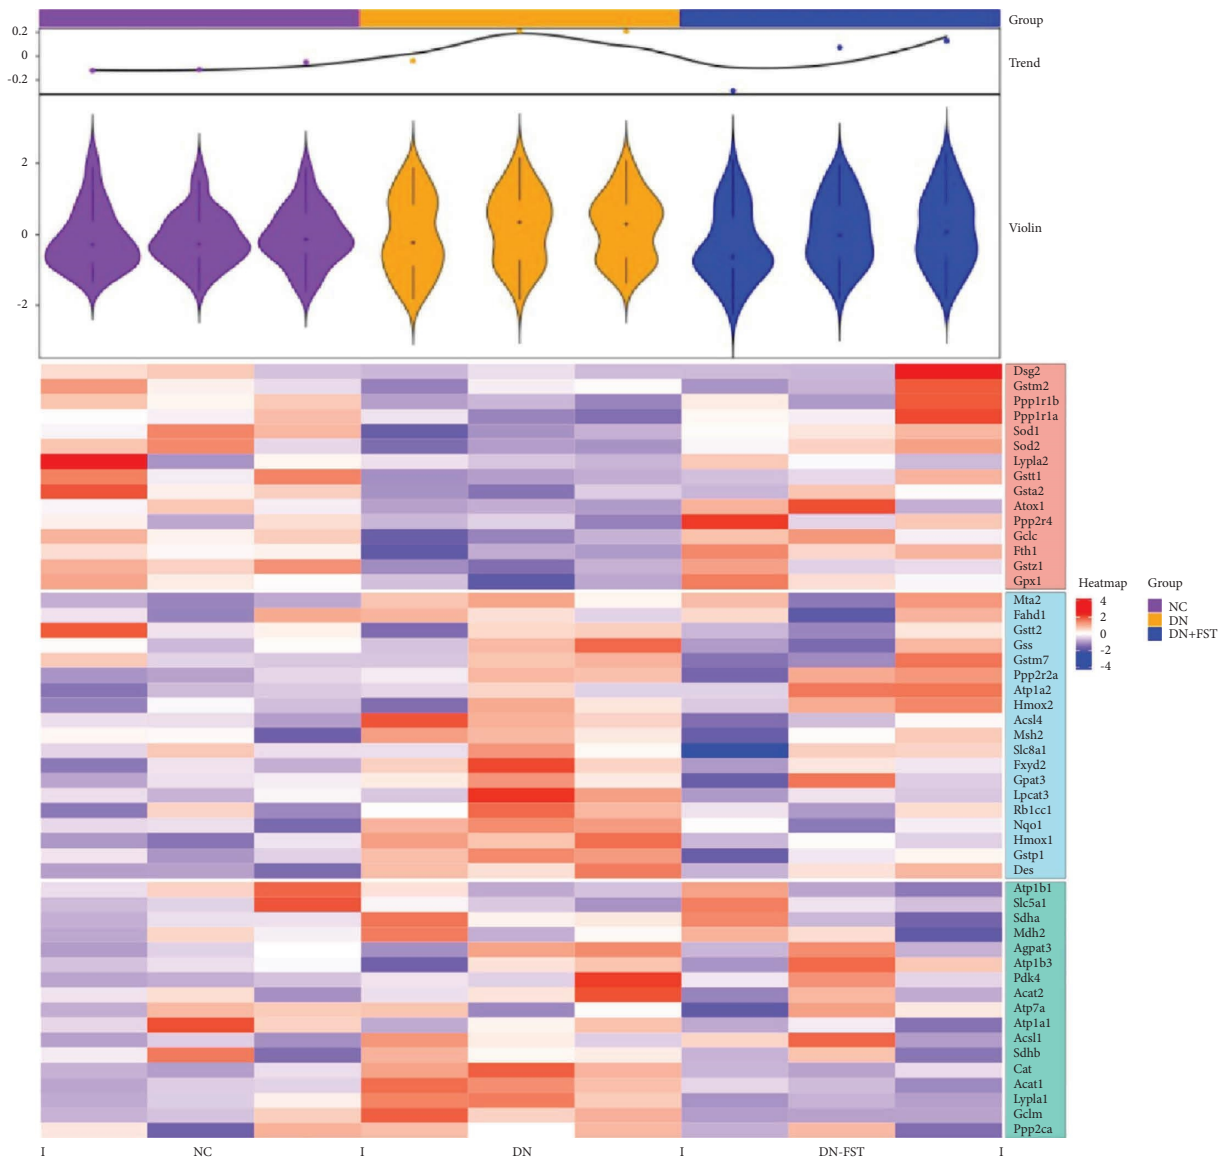 Group
0.2
0
-0.2
Trend
2
0
-2
Violin
Dsg2
Gstm2
Ppp1r1b
Ppp1r1a
Sod1
Sod2
Lypla2
Gstt1
Gsta2
Atox1
Ppp2r4
Gclc
Fth1
Gstz1
Gpx1
Mta2
Fahd1
Gstt2
Gss
Gstm7
Ppp2r2a
Atp1a2
Hmox2
Acsl4
Msh2
Slc8a1
Fxyd2
Gpat3
Lpcat3
Rb1cc1
Nqo1
Hmox1
Gstp1
Des
Atp1b1
Slc5a1
Sdha
Mdh2
Agpat3
Atp1b3
Pdk4
Acat2
Atp7a
Atp1a1
Acsl1
Sdhb
Cat
Acat1
Lypla1
Gclm
Ppp2ca
I NC I DN I DN-FST I
Heatmap
4
2
0
-2
-4
Group
NC
DN
DN+FST